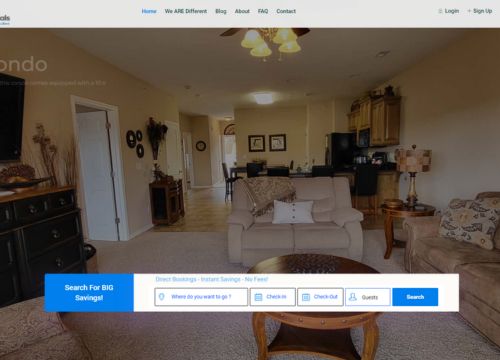 Home We ARE Different Blog About FAQ Contact Login + Sign Up
als
ondo
condo comes equipped with a 10
Direct Bookings - Instant Savings - No Fees!
Search For BIG
Savings!
Where do you want to go ? Check-In Check-Out Guests Search